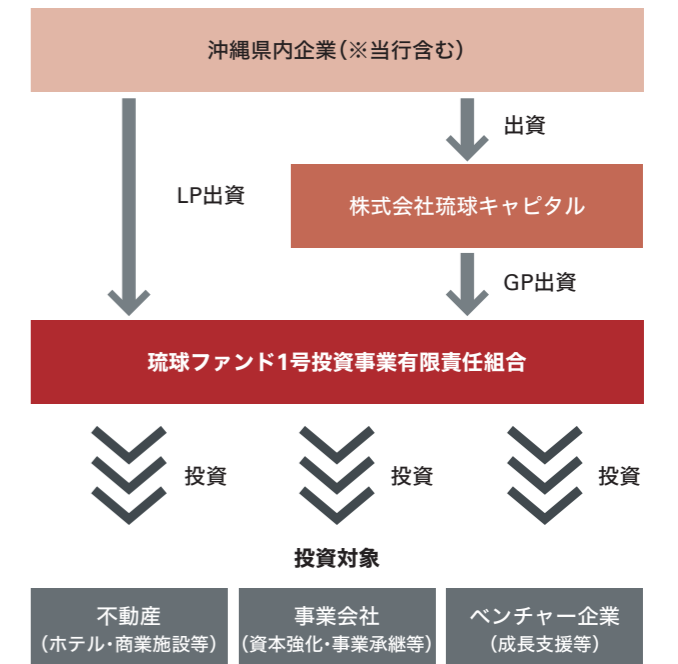 沖縄県内企業（※当行含む）
出資
LP出資
株式会社琉球キャピタル
GP出資
琉球ファンド1号投資事業有限責任組合
投資
投資
投資
投資対象
不動産
（ホテル・商業施設等）
事業会社
（資本強化・事業承継等）
ベンチャー企業
（成長支援等）